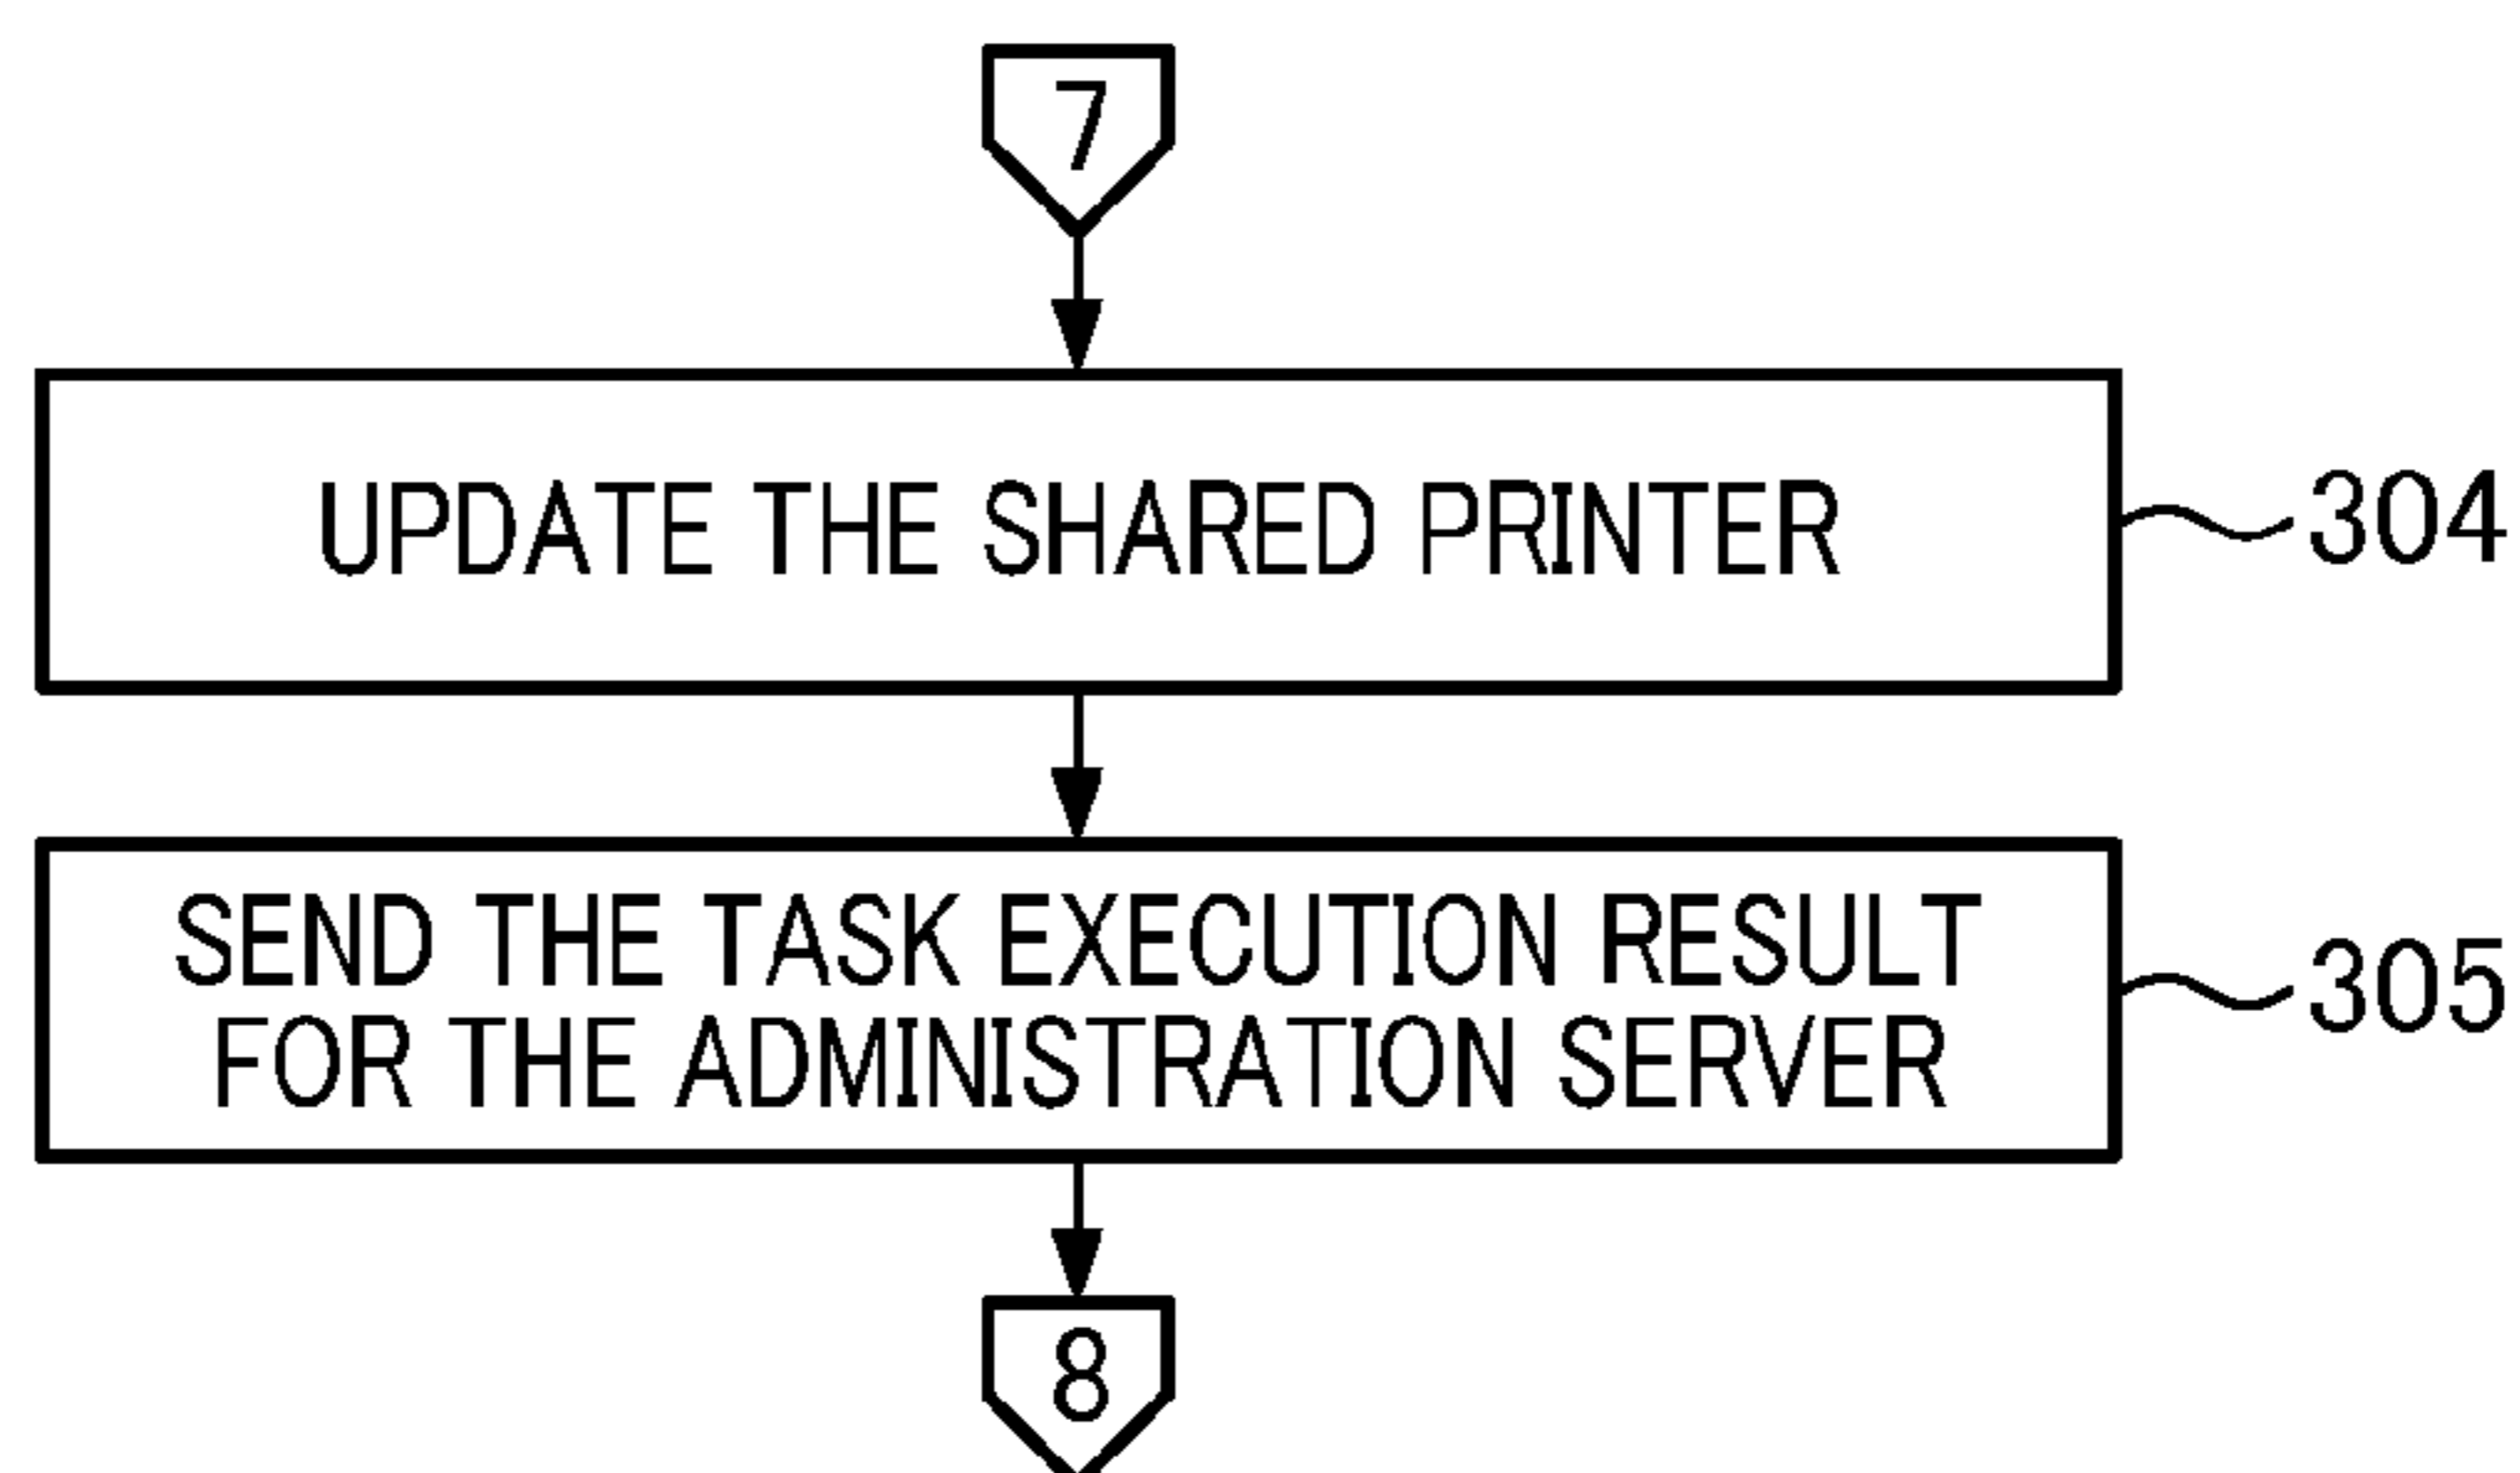 7
UPDATE THE SHARED PRINTER
304
SEND THE TASK EXECUTION RESULT
FOR THE ADMINISTRATION SERVER
305
8